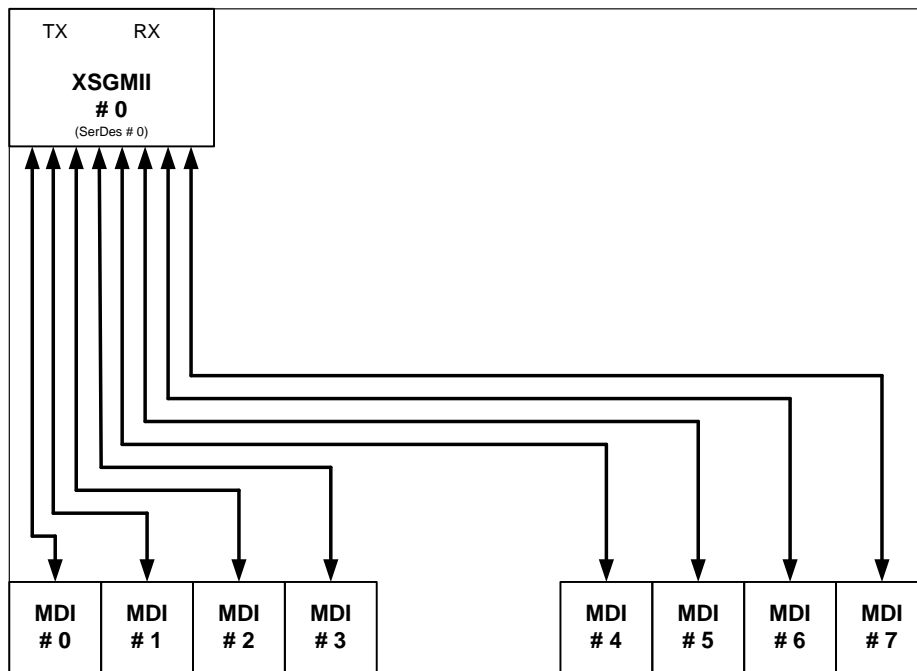 TX RX
XSGMII
# 0
(SerDes # 0)
MDI MDI MDI MDI MDI MDI MDI MDI
# 0 # 1 # 2 # 3 # 4 # 5 # 6 # 7